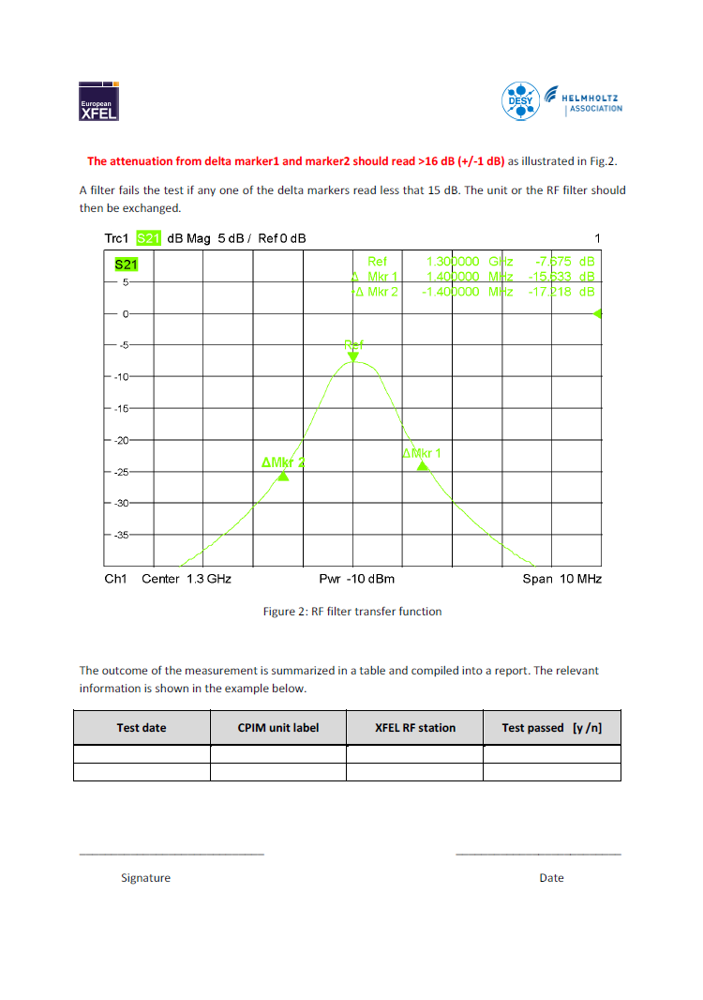 European
XFEL
DESY
HELMHOLTZ
ASSOCIATION
The attenuation from delta marker1 and marker2 should read >16 dB (+/-1 dB) as illustrated in Fig.2.
A filter fails the test if any one of the delta markers read less that 15 dB. The unit or the RF filter should
then be exchanged.
Trc1 S21 dB Mag 5 dB / Ref 0 dB 1
S21
Ref 1.300000 GHz -7.675 dB
Δ Mkr 1 1.400000 MHz -15.633 dB
·Δ Mkr 2 -1.400000 MHz -17.218 dB
5
0
-5
Ref
-10
-15
-20
ΔMkr 1
ΔMkr 2
-25
-30
-35
Ch1 Center 1.3 GHz Pwr -10 dBm Span 10 MHz
Figure 2: RF filter transfer function
The outcome of the measurement is summarized in a table and compiled into a report. The relevant
information is shown in the example below.
Test date CPIM unit label XFEL RF station Test passed [y /n]
Signature Date